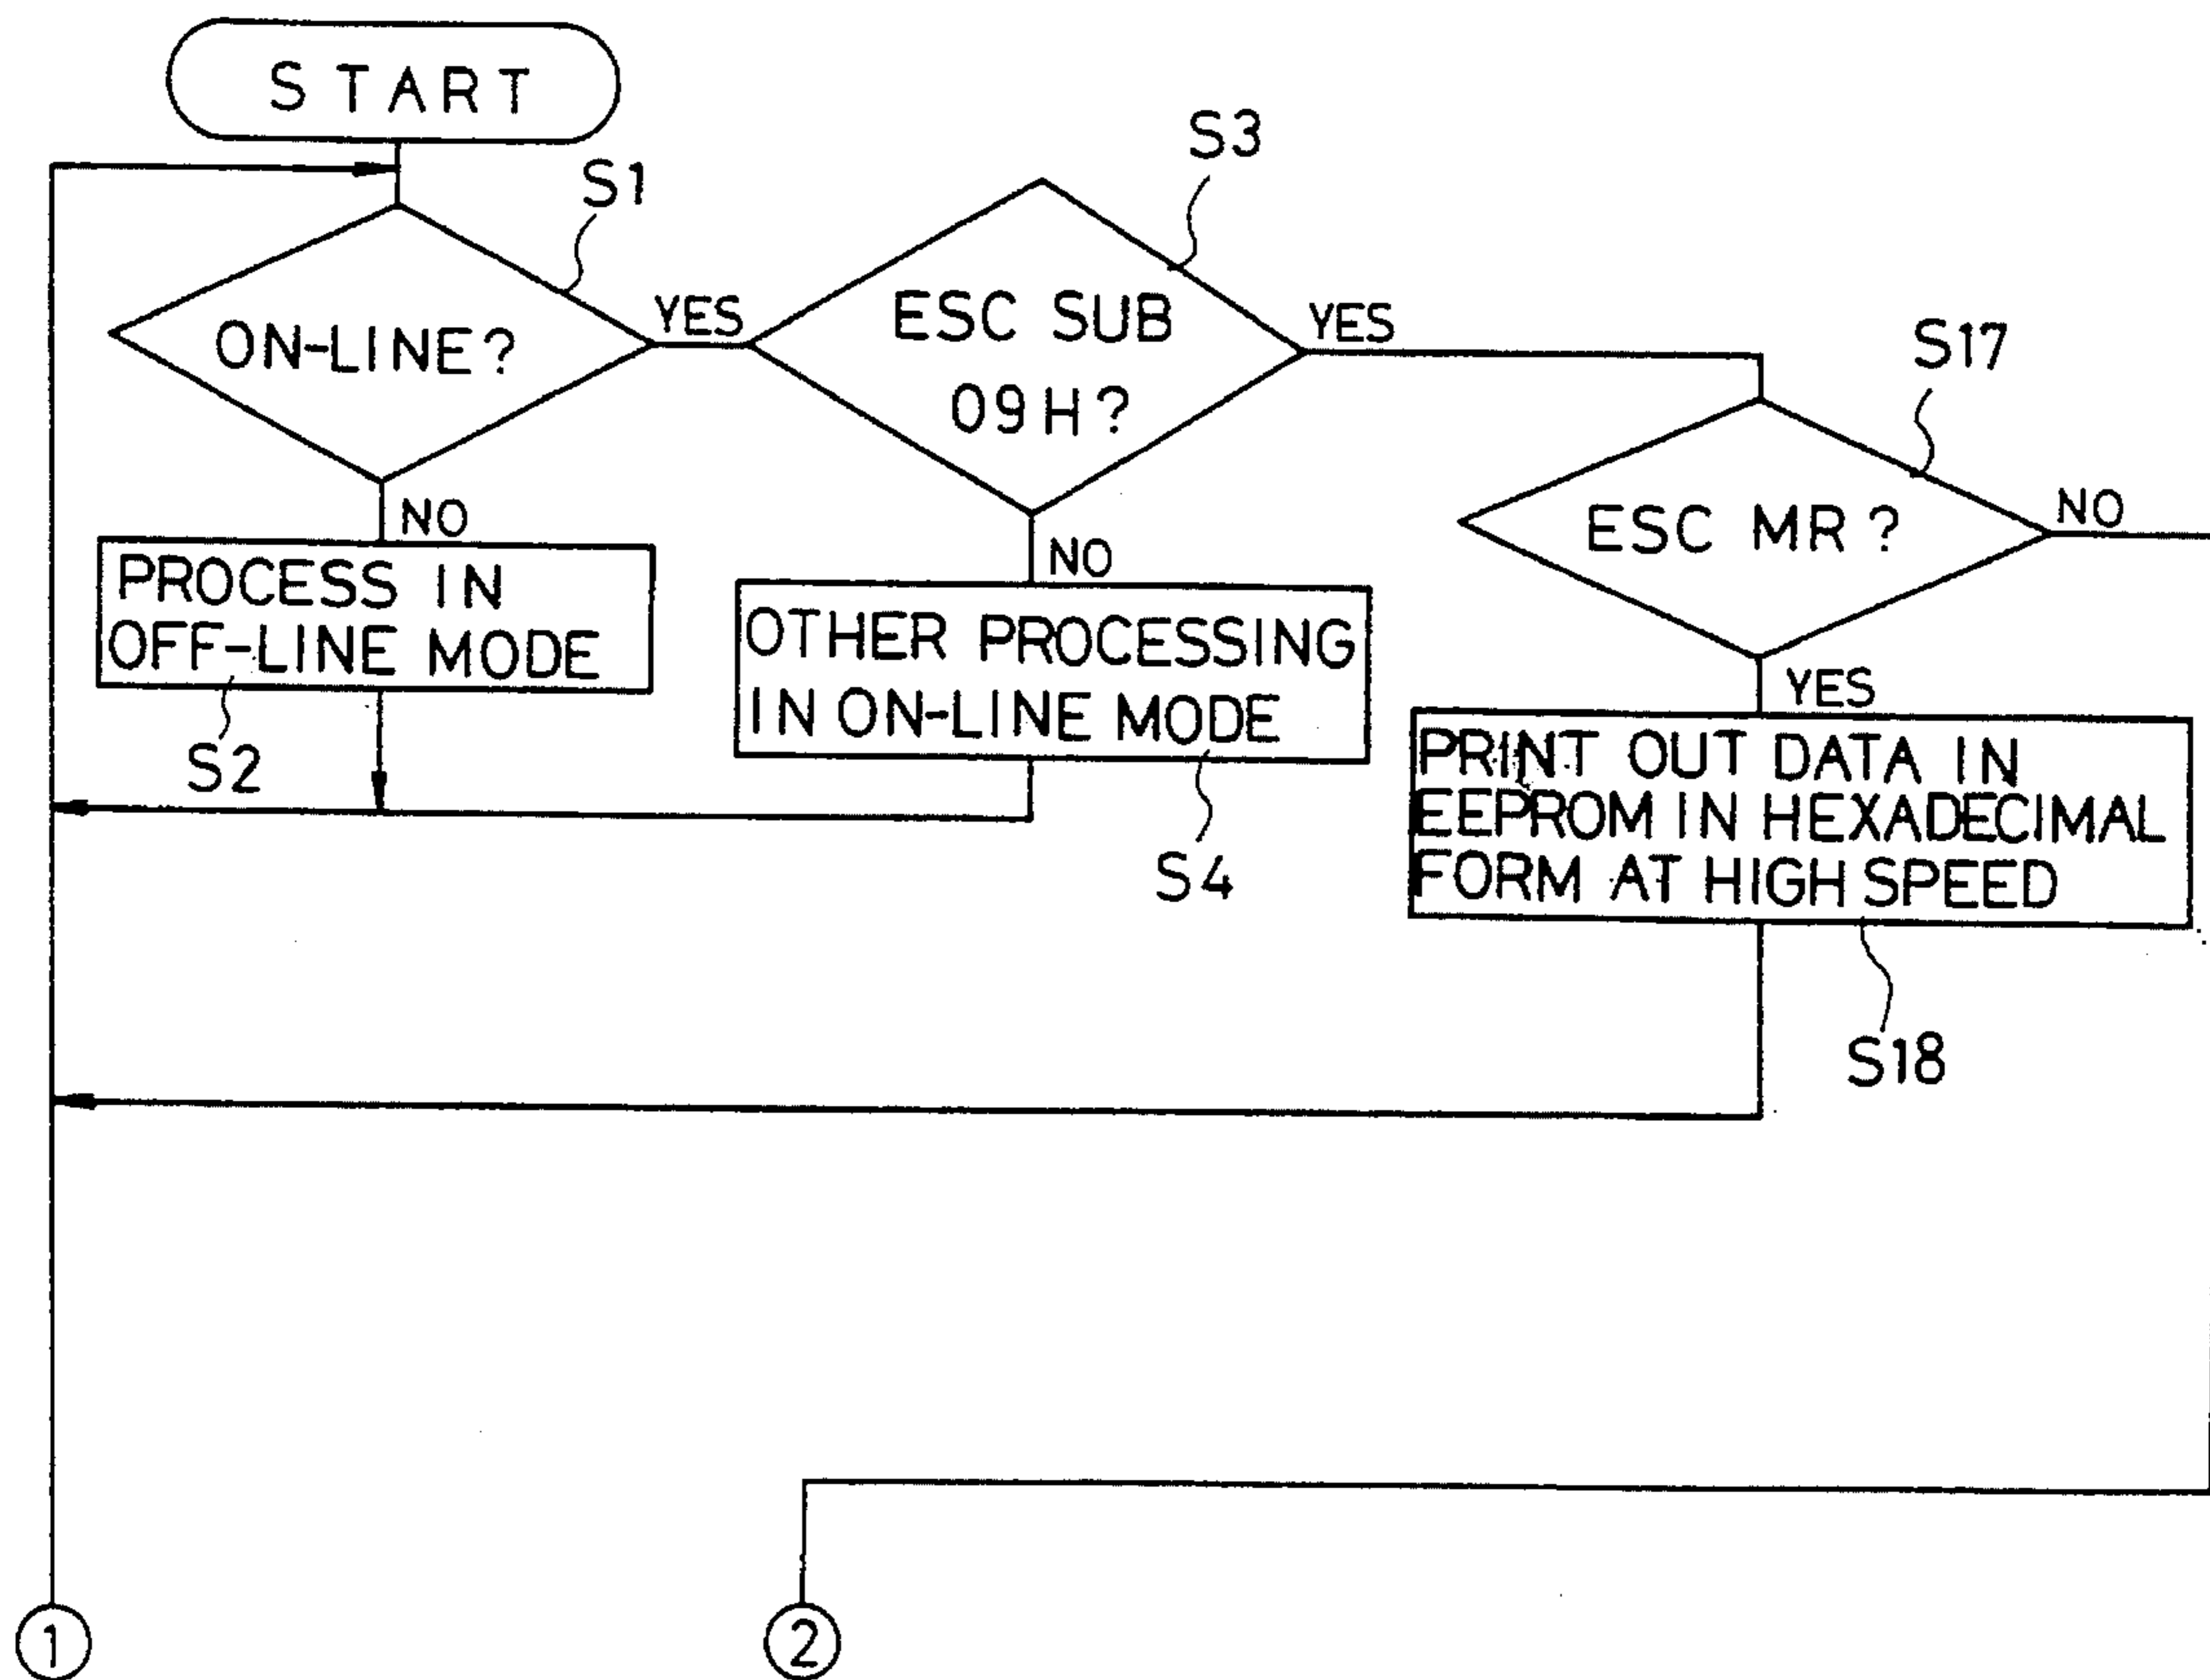 START
S1
ON-LINE?
YES
NO
PROCESS IN
OFF-LINE MODE
S2
S3
ESC SUB
09H?
YES
NO
OTHER PROCESSING
IN ON-LINE MODE
S4
S17
ESC MR?
NO
YES
PRINT OUT DATA IN
EEPROM IN HEXADECIMAL
FORM AT HIGH SPEED
S18
1
2